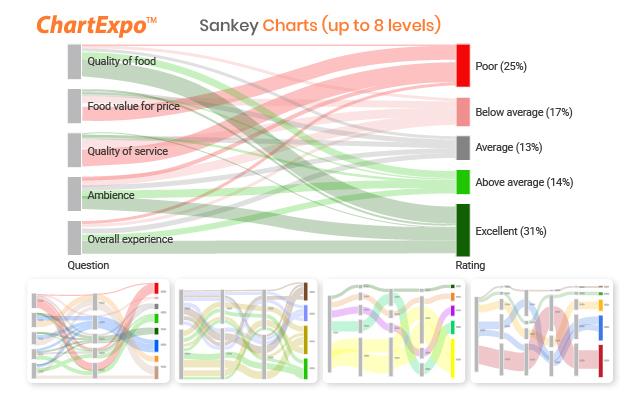 ChartExpo™
Sankey Charts (up to 8 levels)
Quality of food
Food value for price
Quality of service
Ambience
Overall experience
Question
Poor (25%)
Below average (17%)
Average (13%)
Above average (14%)
Excellent (31%)
Rating